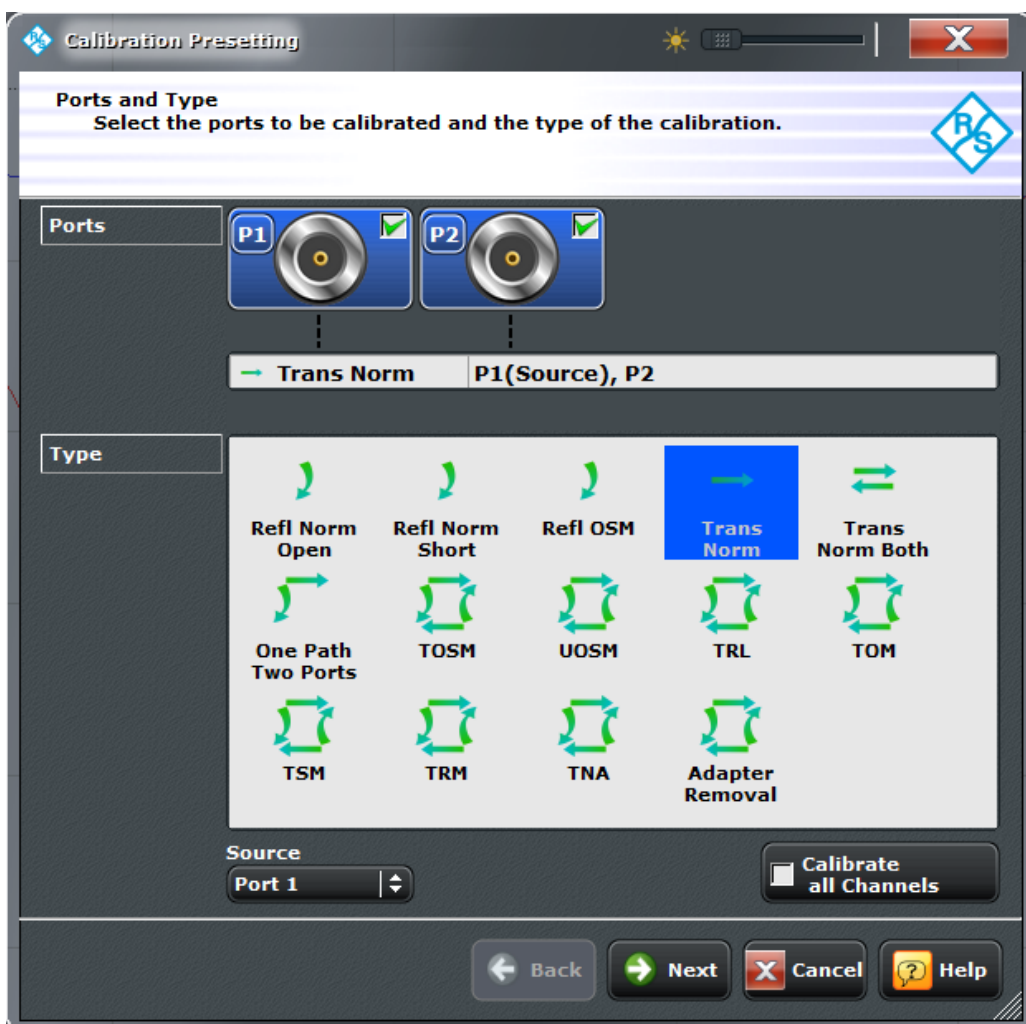 Calibration Presetting
Ports and Type
Select the ports to be calibrated and the type of the calibration.
R/S
Ports
P1
P2
Trans Norm
P1(Source), P2
Type
Refl Norm
Open
Refl Norm
Short
Refl OSM
Trans
Norm
Trans
Norm Both
One Path
Two Ports
TOSM
UOSM
TRL
TOM
TSM
TRM
TNA
Adapter
Removal
Source
Port 1
Calibrate
all Channels
Back
Next
Cancel
Help